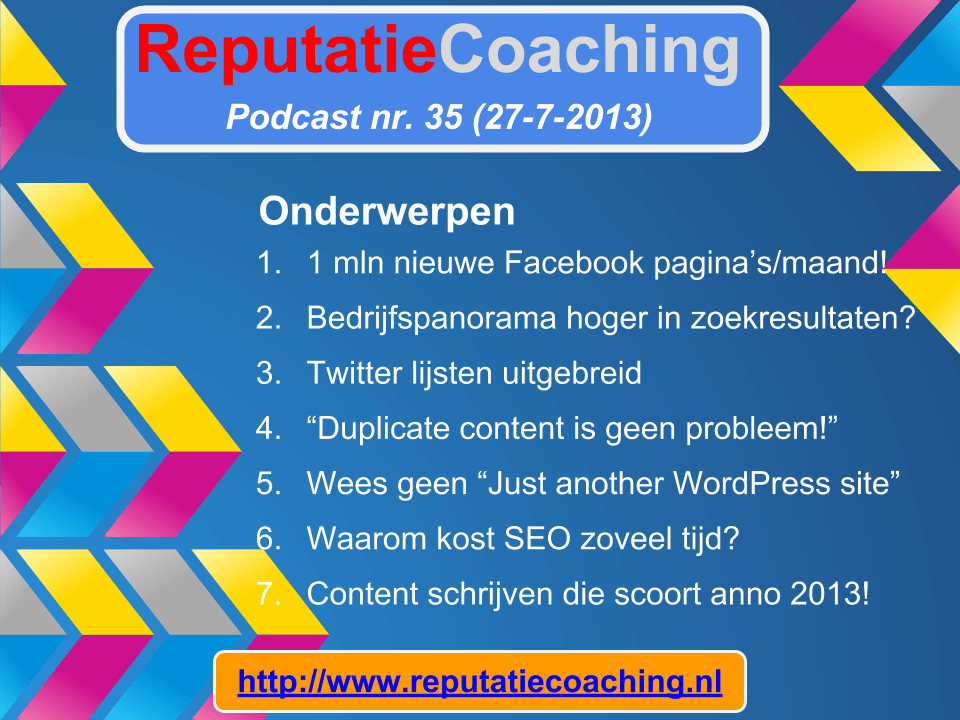 ReputatieCoaching
Podcast nr. 35 (27-7-2013)
Onderwerpen
1. 1 mln nieuwe Facebook pagina’s/maand!
2. Bedrijfspanorama hoger in zoekresultaten?
3. Twitter lijsten uitgebreid
4. “Duplicate content is geen probleem!”
5. Wees geen “Just another WordPress site”
6. Waarom kost SEO zoveel tijd?
7. Content schrijven die scoort anno 2013!
http://www.reputatiecoaching.nl